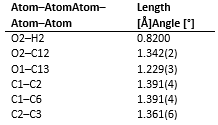 Atom–AtomAtom– Length
Atom–Atom [Å]Angle [°]
O2–H2 0.8200
O2–C12 1.342(2)
O1–C13 1.229(3)
C1–C2 1.391(4)
C1–C6 1.391(4)
C2–C3 1.361(6)